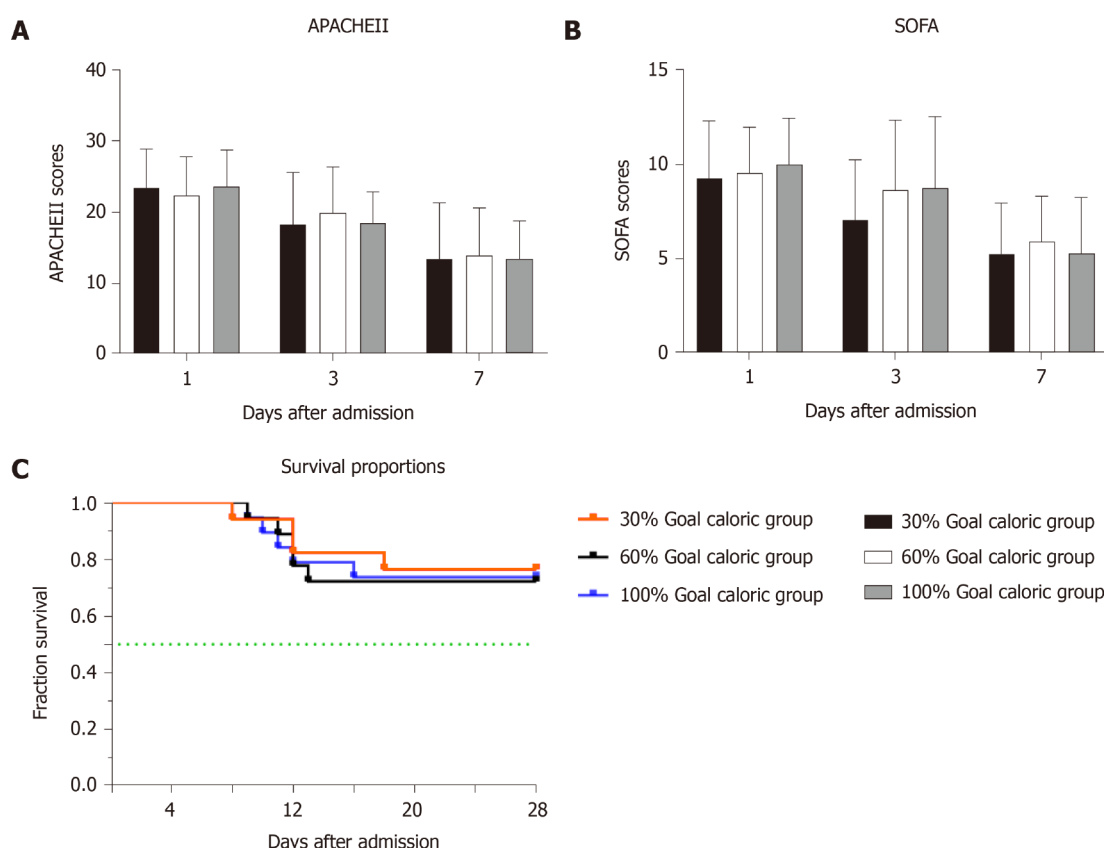 A
APACHEII
APACHEII scores
40
30
20
10
0
1 3 7
Days after admission
B
SOFA
SOFA scores
15
10
5
0
1 3 7
Days after admission
C
Survival proportions
Fraction survival
1.0
0.8
0.6
0.4
0.2
0.0
4 12 20 28
Days after admission
30% Goal caloric group
60% Goal caloric group
100% Goal caloric group
30% Goal caloric group
60% Goal caloric group
100% Goal caloric group